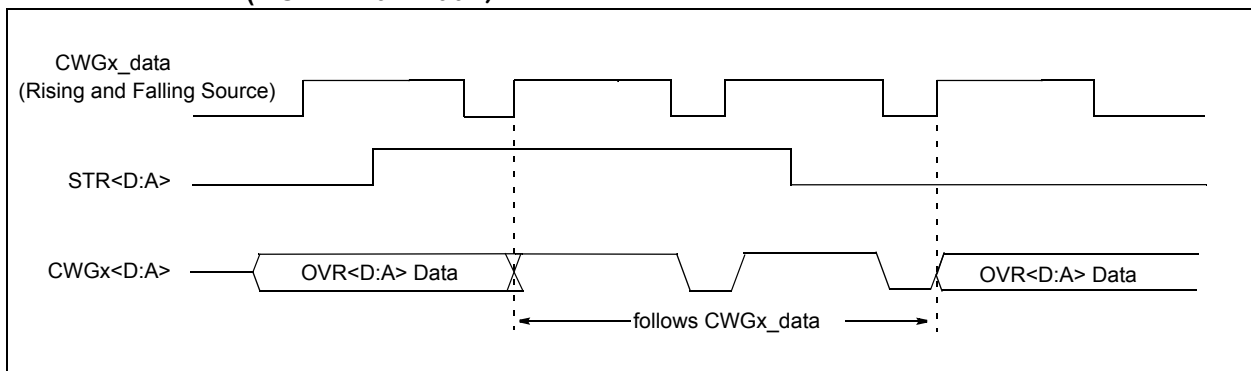 CWGx_data
(Rising and Falling Source)
STR<D:A>
CWGx<D:A>
OVR<D:A> Data
OVR<D:A> Data
follows CWGx_data